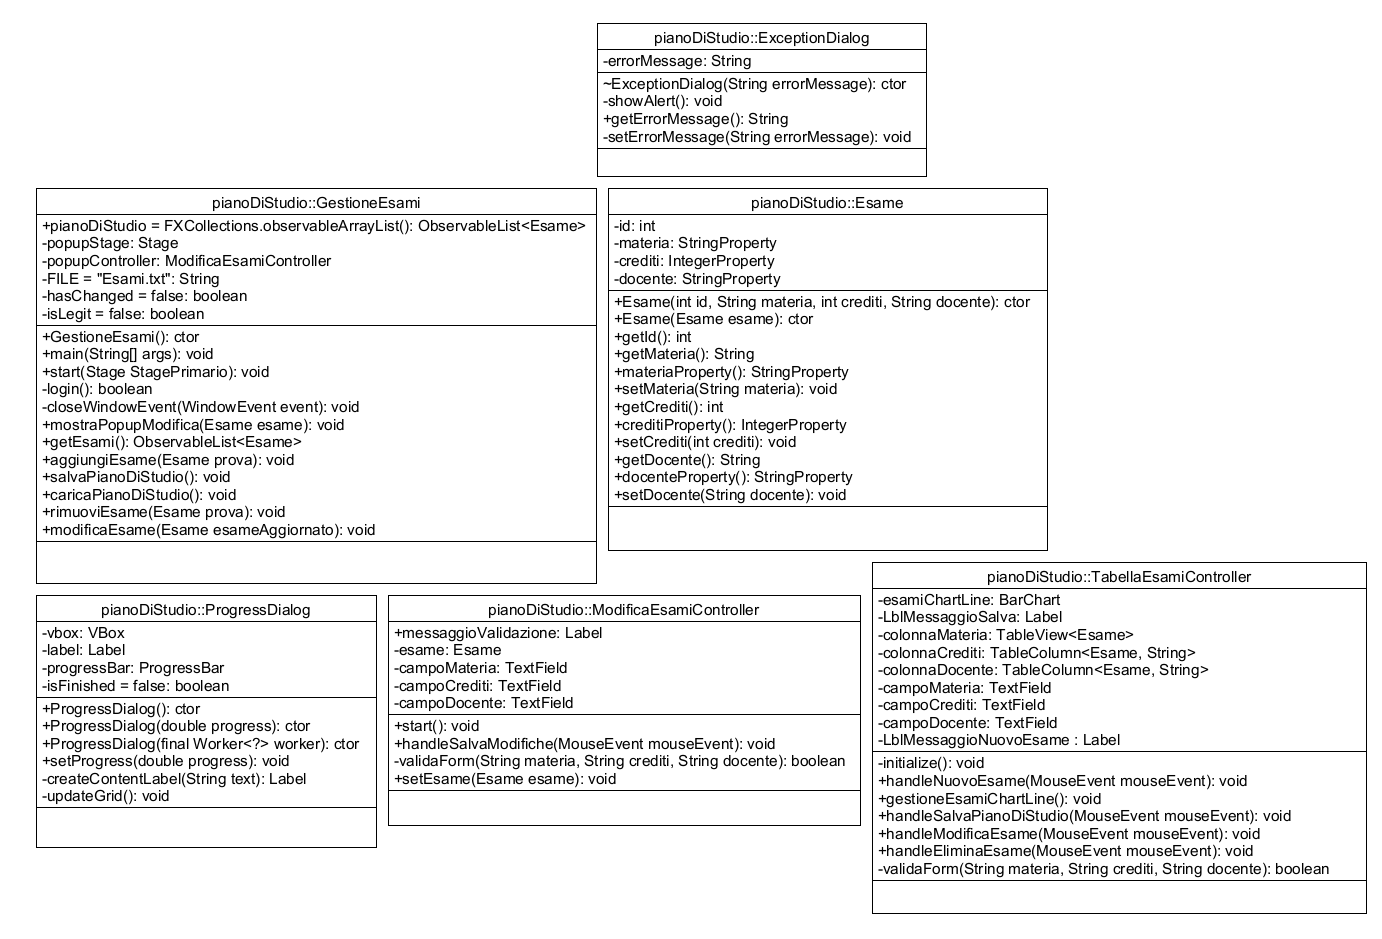 pianoDiStudio::ExceptionDialog
-errorMessage: String
~ExceptionDialog(String errorMessage): ctor
-showAlert(): void
+getErrorMessage(): String
-setErrorMessage(String errorMessage): void
pianoDiStudio::GestioneEsami
+pianoDiStudio = FXCollections.observableArrayList(): ObservableList<Esame>
-popupStage: Stage
-popupController: ModificaEsamiController
-FILE = "Esami.txt": String
-hasChanged = false: boolean
-isLegit = false: boolean
+GestioneEsami(): ctor
+main(String[] args): void
+start(Stage StagePrimario): void
-login(): boolean
-closeWindowEvent(WindowEvent event): void
+mostraPopupModifica(Esame esame): void
+getEsami(): ObservableList<Esame>
+aggiungiEsame(Esame prova): void
+salvaPianoDiStudio(): void
+caricaPianoDiStudio(): void
+rimuoviEsame(Esame prova): void
+modificaEsame(Esame esameAggiornato): void
pianoDiStudio::Esame
-id: int
-materia: StringProperty
-crediti: IntegerProperty
-docente: StringProperty
+Esame(int id, String materia, int crediti, String docente): ctor
+Esame(Esame esame): ctor
+getId(): int
+getMateria(): String
+materiaProperty(): StringProperty
+setMateria(String materia): void
+getCrediti(): int
+creditiProperty(): IntegerProperty
+setCrediti(int crediti): void
+getDocente(): String
+docenteProperty(): StringProperty
+setDocente(String docente): void
pianoDiStudio::ProgressDialog
-vbox: VBox
-label: Label
-progressBar: ProgressBar
-isFinished = false: boolean
+ProgressDialog(): ctor
+ProgressDialog(double progress): ctor
+ProgressDialog(final Worker<?> worker): ctor
+setProgress(double progress): void
-createContentLabel(String text): Label
-updateGrid(): void
pianoDiStudio::ModificaEsamiController
+messaggioValidazione: Label
-esame: Esame
-campoMateria: TextField
-campoCrediti: TextField
-campoDocente: TextField
+start(): void
+handleSalvaModifiche(MouseEvent mouseEvent): void
-validaForm(String materia, String crediti, String docente): boolean
+setEsame(Esame esame): void
pianoDiStudio::TabellaEsamiController
-esamiChartLine: BarChart
-LblMessaggioSalva: Label
-colonnaMateria: TableView<Esame>
-colonnaCrediti: TableColumn<Esame, String>
-colonnaDocente: TableColumn<Esame, String>
-campoMateria: TextField
-campoCrediti: TextField
-campoDocente: TextField
-LblMessaggioNuovoEsame : Label
-initialize(): void
+handleNuovoEsame(MouseEvent mouseEvent): void
+gestioneEsamiChartLine(): void
+handleSalvaPianoDiStudio(MouseEvent mouseEvent): void
+handleModificaEsame(MouseEvent mouseEvent): void
+handleEliminaEsame(MouseEvent mouseEvent): void
-validaForm(String materia, String crediti, String docente): boolean